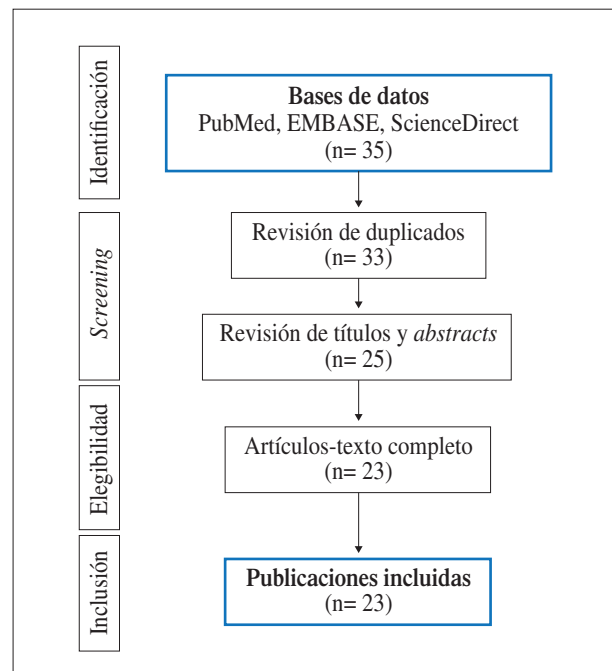 Identificación
Bases de datos
PubMed, EMBASE, ScienceDirect
(n= 35)
Screening
Revisión de duplicados
(n= 33)
Revisión de títulos y abstracts
(n= 25)
Elegibilidad
Artículos-texto completo
(n= 23)
Inclusión
Publicaciones incluidas
(n= 23)